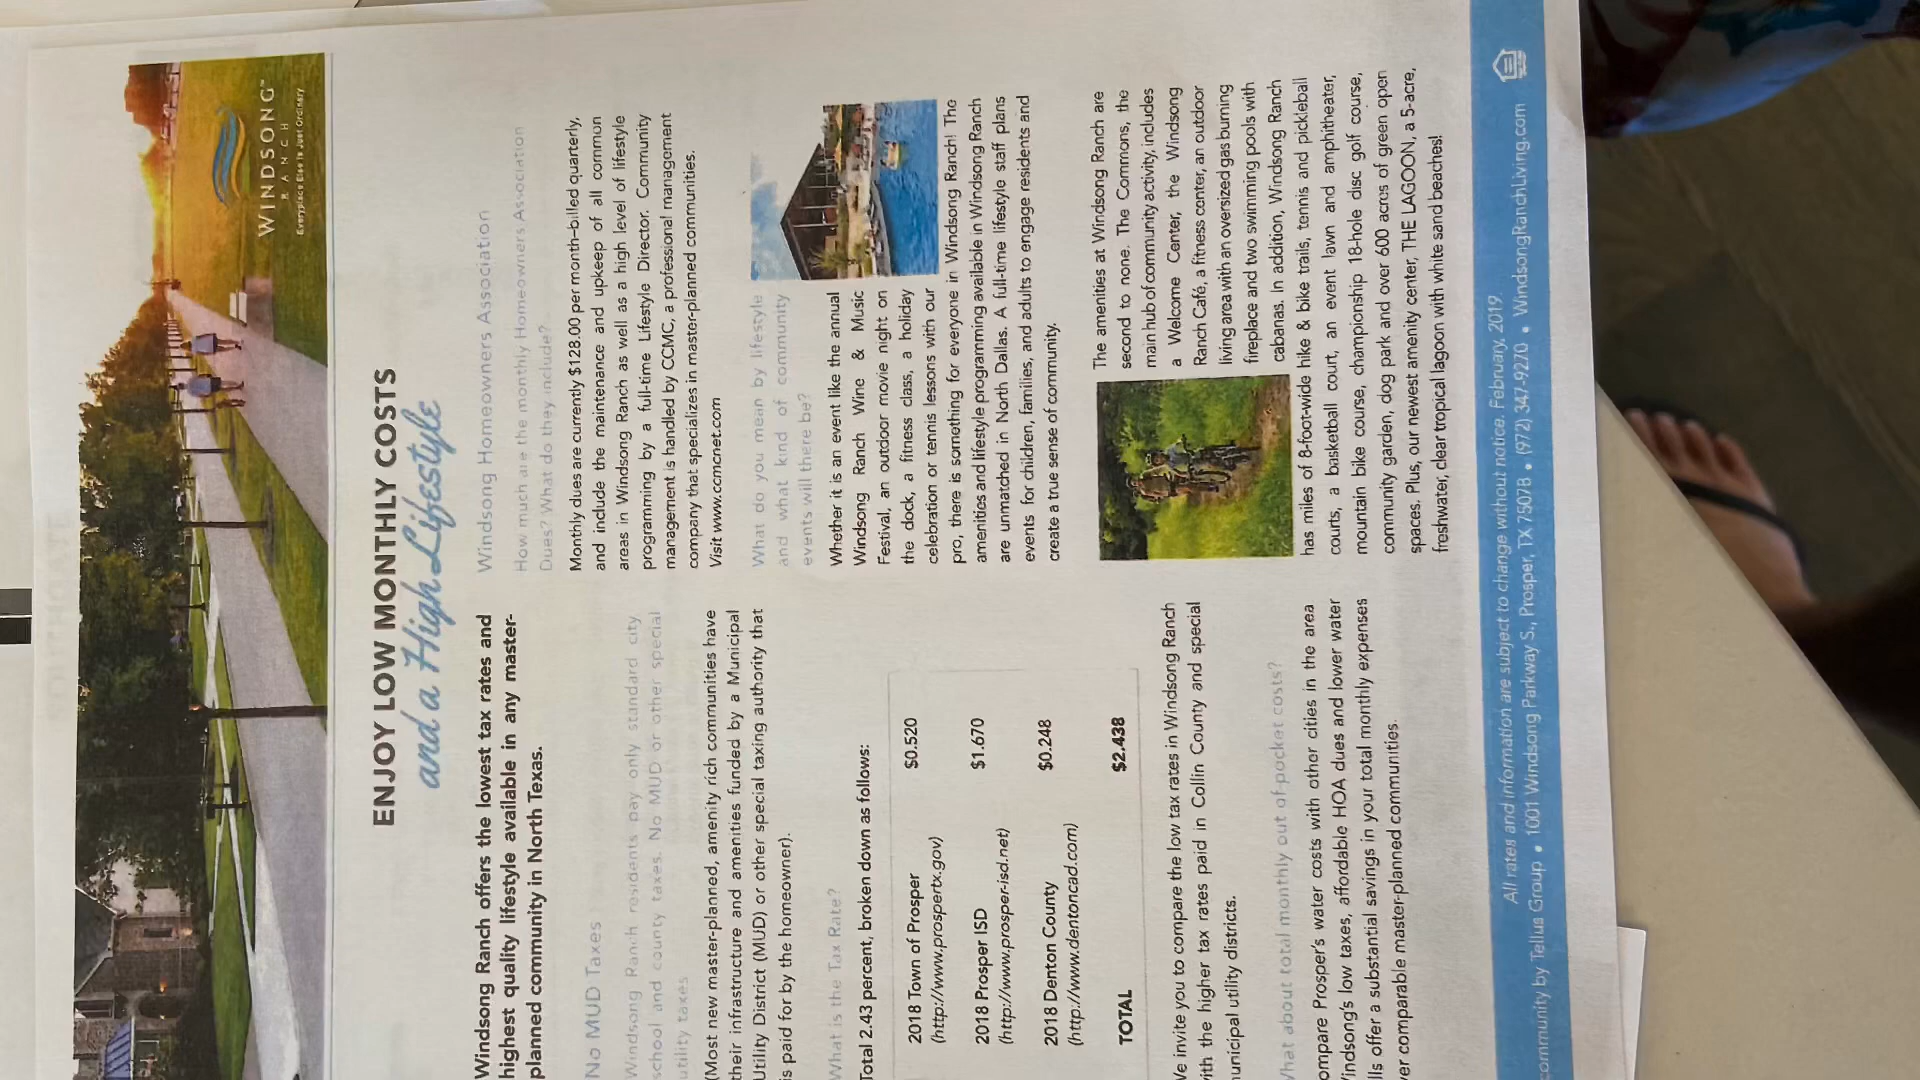 WINDSONG™
RANCH
Everyplace Else is Just Ordinary
ENJOY LOW MONTHLY COSTS
and a High Lifestyle
Windsong Ranch offers the lowest tax rates and
highest quality lifestyle available in any master-
planned community in North Texas.
No MUD Taxes
Windsong Ranch residents pay only standard city
school and county taxes. No MUD or other special
utility taxes
(Most new master-planned, amenity rich communities have
their infrastructure and amenities funded by a Municipal
Utility District (MUD) or other special taxing authority that
is paid for by the homeowner).
What is the Tax Rate?
Total 2.43 percent, broken down as follows:
2018 Town of Prosper $0.520
(http://www.prospertx.gov)
2018 Prosper ISD $1.670
(http://www.prosper-isd.net)
2018 Denton County $0.248
(http://www.dentoncad.com)
TOTAL $2.438
We invite you to compare the low tax rates in Windsong Ranch
with the higher tax rates paid in Collin County and special
municipal utility districts.
What about total monthly out of pocket costs?
ompare Prosper's water costs with other cities in the area
Windsong's low taxes, affordable HOA dues and lower water
lls offer a substantial savings in your total monthly expenses
ver comparable master-planned communities.
Windsong Homeowners Association
How much are the monthly Homeowners Association
Dues? What do they include?
Monthly dues are currently $128.00 per month–billed quarterly,
and include the maintenance and upkeep of all common
areas in Windsong Ranch as well as a high level of lifestyle
programming by a full-time Lifestyle Director. Community
management is handled by CCMC, a professional management
company that specializes in master-planned communities.
Visit www.ccmcnet.com
What do you mean by lifestyle
and what kind of community
events will there be?
Whether it is an event like the annual
Windsong Ranch Wine & Music
Festival, an outdoor movie night on
the dock, a fitness class, a holiday
celebration or tennis lessons with our
pro, there is something for everyone in Windsong Ranch! The
amenities and lifestyle programming available in Windsong Ranch
are unmatched in North Dallas. A full-time lifestyle staff plans
events for children, families, and adults to engage residents and
create a true sense of community.
The amenities at Windsong Ranch are
second to none. The Commons, the
main hub of community activity, includes
a Welcome Center, the Windsong
Ranch Café, a fitness center, an outdoor
living area with an oversized gas burning
fireplace and two swimming pools with
cabanas. In addition, Windsong Ranch
has miles of 8-foot-wide hike & bike trails, tennis and pickleball
courts, a basketball court, an event lawn and amphitheater,
mountain bike course, championship 18-hole disc golf course,
community garden, dog park and over 600 acres of green open
spaces. Plus, our newest amenity center, THE LAGOON, a 5-acre,
freshwater, clear tropical lagoon with white sand beaches!
All rates and information are subject to change without notice. February, 2019
community by Tellus Group • 1001 Windsong Parkway S., Prosper, TX 75078 • (972) 347-9270 • WindsongRanchLiving.com